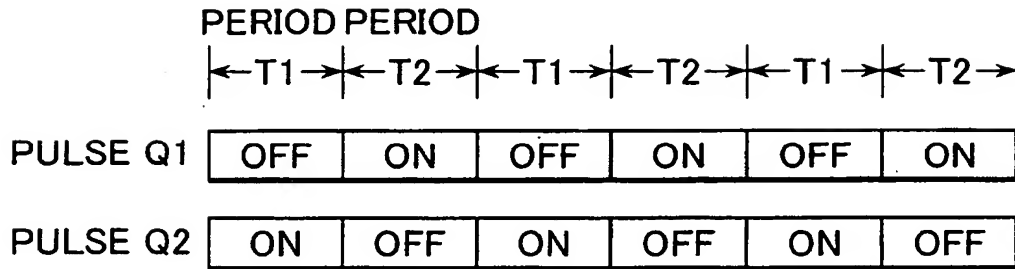 PERIOD PERIOD
T1 T2 T1 T2 T1 T2
PULSE Q1 OFF ON OFF ON OFF ON
PULSE Q2 ON OFF ON OFF ON OFF